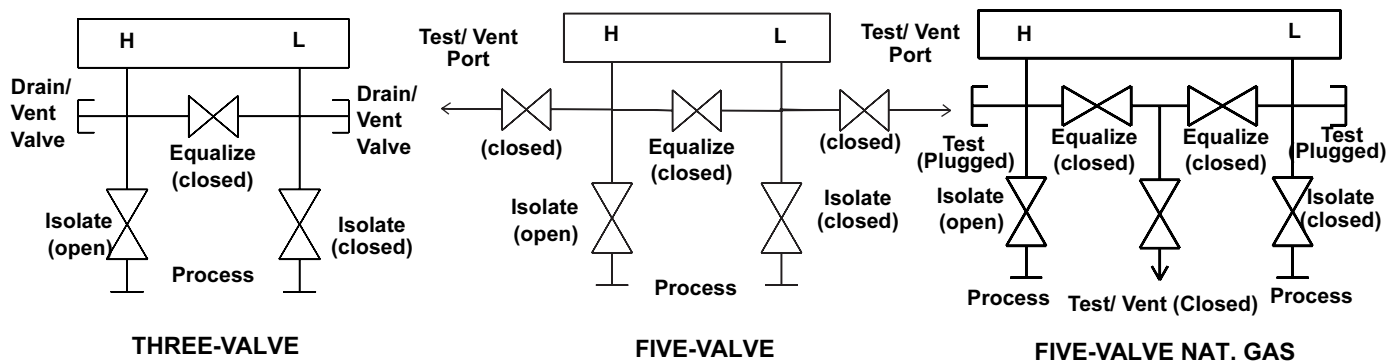 H
L
Drain/
Vent
Valve
Drain/
Vent
Valve
Equalize
(closed)
Isolate
(open)
Isolate
(closed)
Process
THREE-VALVE
Test/ Vent
Port
H
L
Test/ Vent
Port
(closed)
Equalize
(closed)
(closed)
Isolate
(open)
Isolate
(closed)
Process
FIVE-VALVE
H
L
Test
(Plugged)
Equalize
(closed)
Equalize
(closed)
Test
(Plugged)
Isolate
(open)
Isolate
(closed)
Process
Test/ Vent (Closed)
Process
FIVE-VALVE NAT. GAS